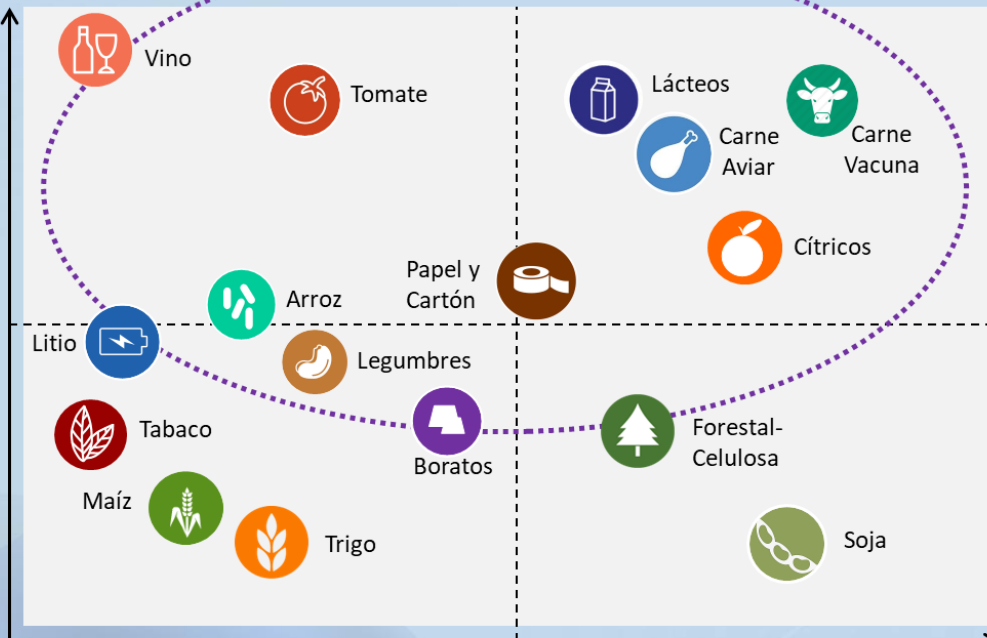 Vino
Tomate
Lácteos
Carne
Aviar
Carne
Vacuna
Cítricos
Papel y
Cartón
Arroz
Litio
Legumbres
Tabaco
Boratos
Forestal-
Celulosa
Maíz
Trigo
Soja